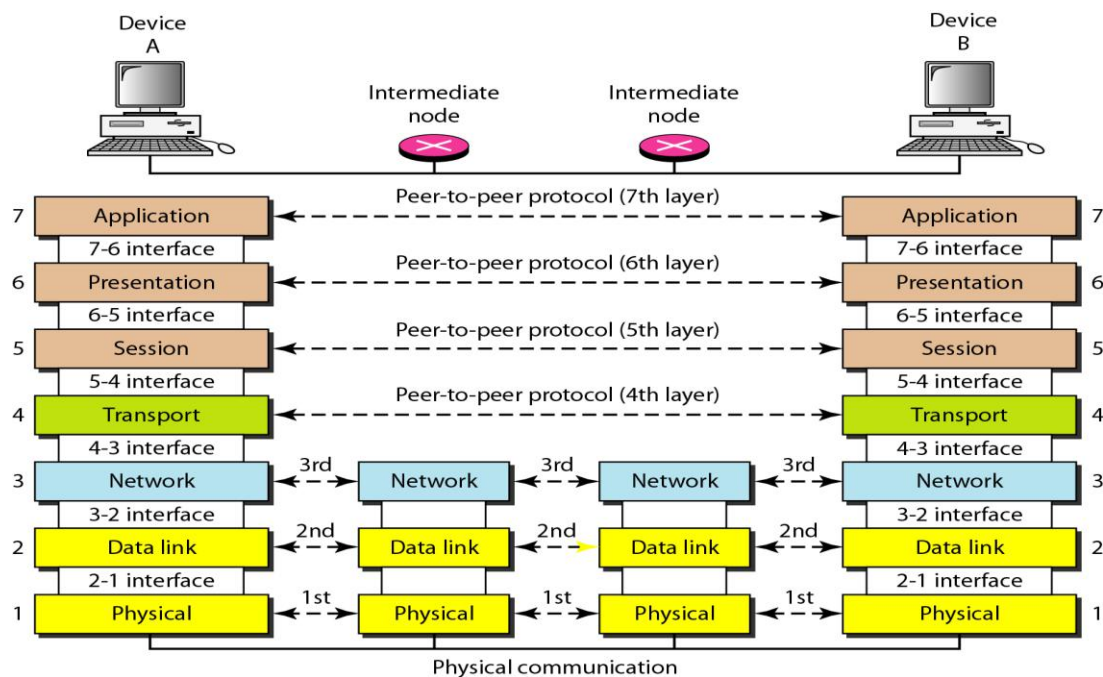 Device
A
Device
B
Intermediate
node
Intermediate
node
Peer-to-peer protocol (7th layer)
7 Application Application 7
7-6 interface 7-6 interface
Peer-to-peer protocol (6th layer)
6 Presentation Presentation 6
6-5 interface 6-5 interface
Peer-to-peer protocol (5th layer)
5 Session Session 5
5-4 interface 5-4 interface
Peer-to-peer protocol (4th layer)
4 Transport Transport 4
4-3 interface 4-3 interface
3rd 3rd 3rd
3 Network Network Network Network 3
3-2 interface 3-2 interface
2nd 2nd 2nd
2 Data link Data link Data link Data link 2
2-1 interface 2-1 interface
1st 1st 1st
1 Physical Physical Physical Physical 1
Physical communication